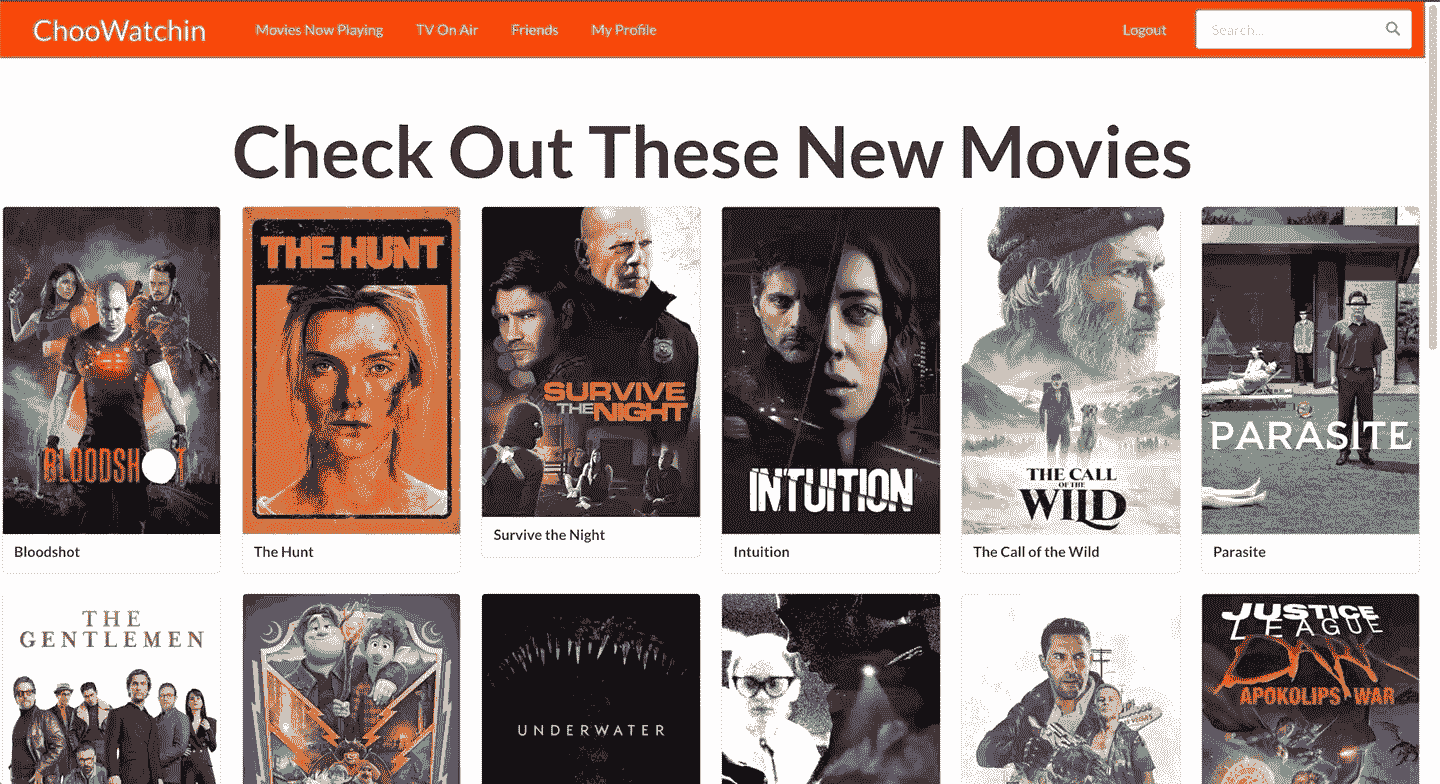 ChooWatchin Movies Now Playing TV On Air Friends My Profile Logout Search...
Check Out These New Movies
BLOODSH T
THE HUNT
SURVIVE
THE NIGHT
INTUITION
THE CALL
OF THE
WILD
PARASITE
Bloodshot
The Hunt
Survive the Night
Intuition
The Call of the Wild
Parasite
THE
GENTLEMEN
UNDERWATER
JUSTICE
LEAGUE
DARK
APOKOLIPS WAR